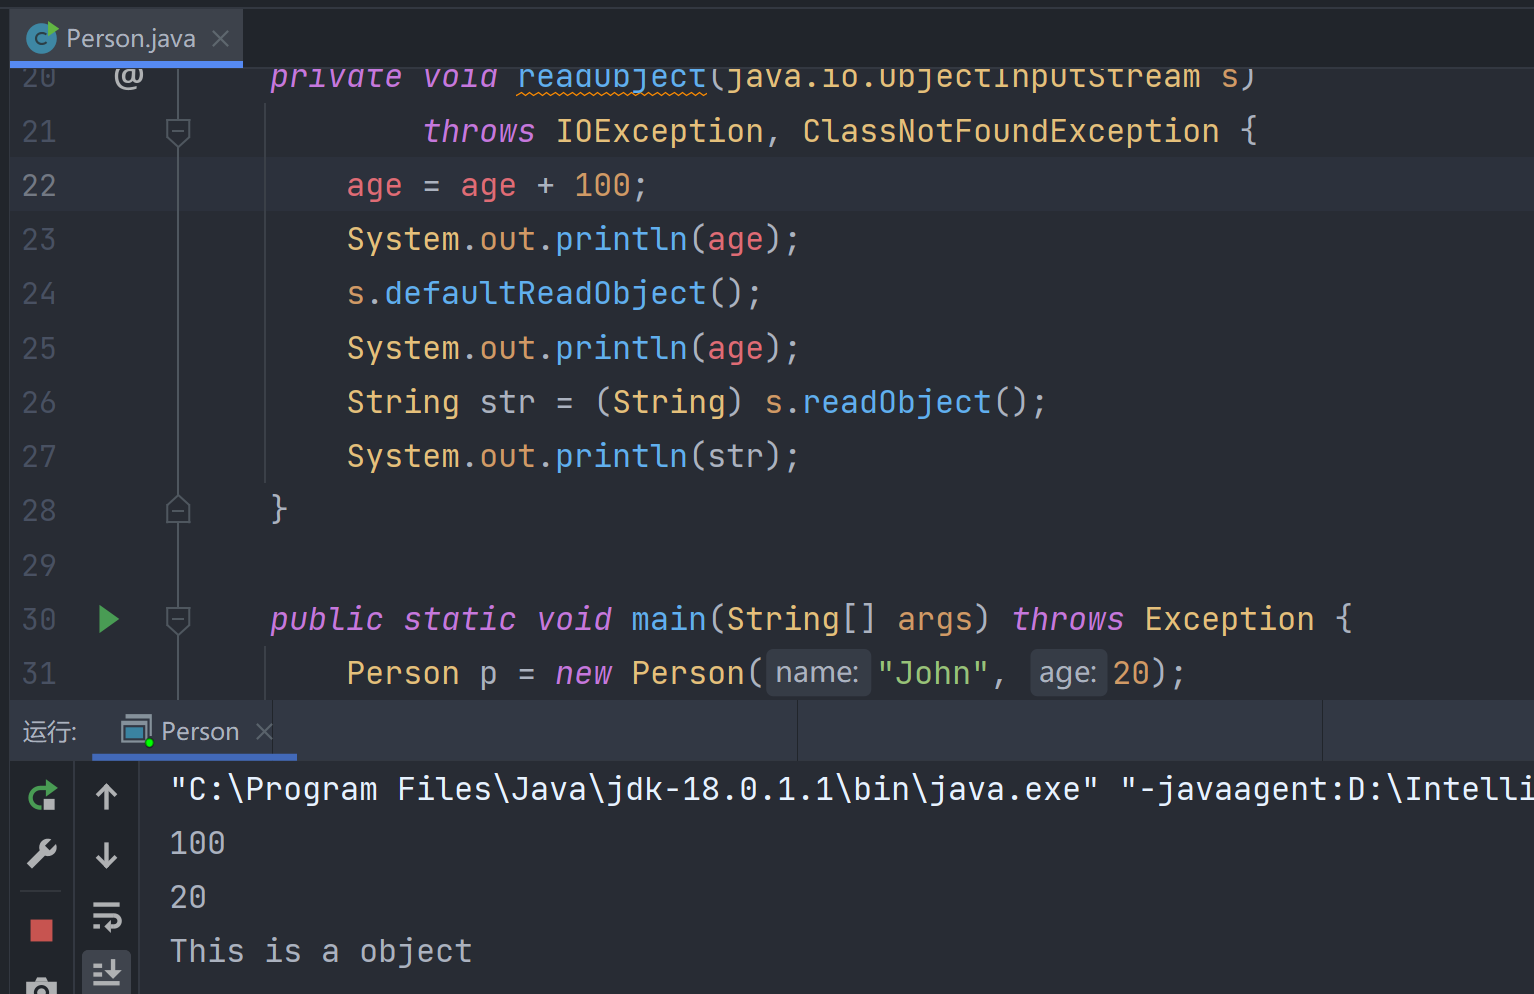 Person.java
20 @ private void readObject(java.io.ObjectInputStream s)
21 throws IOException, ClassNotFoundException {
22 age = age + 100;
23 System.out.println(age);
24 s.defaultReadObject();
25 System.out.println(age);
26 String str = (String) s.readObject();
27 System.out.println(str);
28 }
29
30 public static void main(String[] args) throws Exception {
31 Person p = new Person( name: "John", age: 20);
运行: Person
"C:\Program Files\Java\jdk-18.0.1.1\bin\java.exe" "-javaagent:D:\Intelli
100
20
This is a object